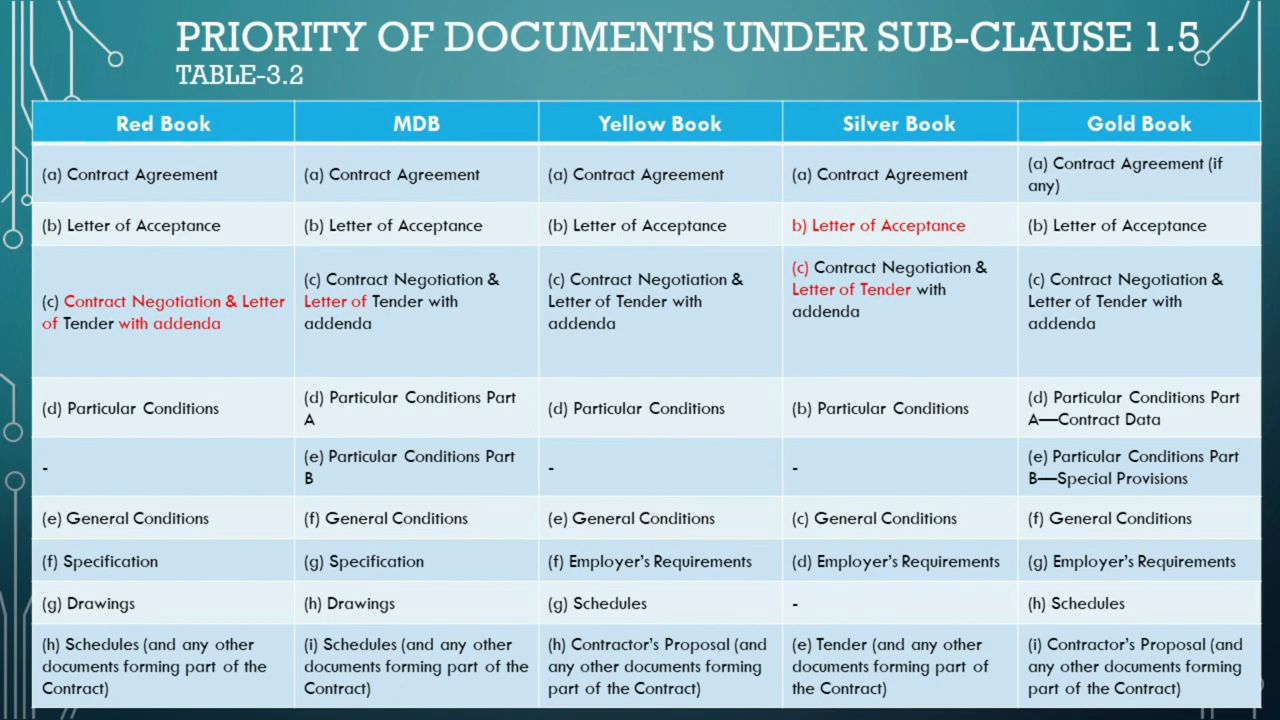 PRIORITY OF DOCUMENTS UNDER SUB-CLAUSE 1.5
TABLE-3.2
Red Book
MDB
Yellow Book
Silver Book
Gold Book
(a) Contract Agreement
(a) Contract Agreement
(a) Contract Agreement
(a) Contract Agreement
(a) Contract Agreement (if
any)
(b) Letter of Acceptance
(b) Letter of Acceptance
(b) Letter of Acceptance
b) Letter of Acceptance
(b) Letter of Acceptance
(c) Contract Negotiation & Letter
of Tender with addenda
(c) Contract Negotiation &
Letter of Tender with
addenda
(c) Contract Negotiation &
Letter of Tender with
addenda
(c) Contract Negotiation &
Letter of Tender with
addenda
(c) Contract Negotiation &
Letter of Tender with
addenda
(d) Particular Conditions
(d) Particular Conditions Part
A
(d) Particular Conditions
(b) Particular Conditions
(d) Particular Conditions Part
A—Contract Data
-
(e) Particular Conditions Part
B
-
-
(e) Particular Conditions Part
B—Special Provisions
(e) General Conditions
(f) General Conditions
(e) General Conditions
(c) General Conditions
(f) General Conditions
(f) Specification
(g) Specification
(f) Employer's Requirements
(d) Employer's Requirements
(g) Employer's Requirements
(g) Drawings
(h) Drawings
(g) Schedules
-
(h) Schedules
(h) Schedules (and any other
documents forming part of the
Contract)
(i) Schedules (and any other
documents forming part of the
Contract)
(h) Contractor's Proposal (and
any other documents forming
part of the Contract)
(e) Tender (and any other
documents forming part of
the Contract)
(i) Contractor's Proposal (and
any other documents forming
part of the Contract)